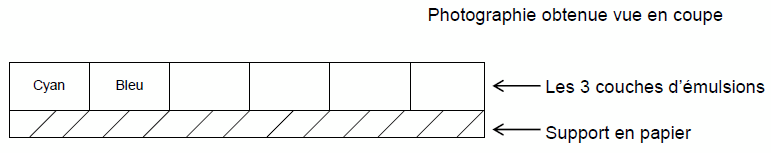 Photographie obtenue vue en coupe
Cyan
Bleu
Les 3 couches d’émulsions
Support en papier